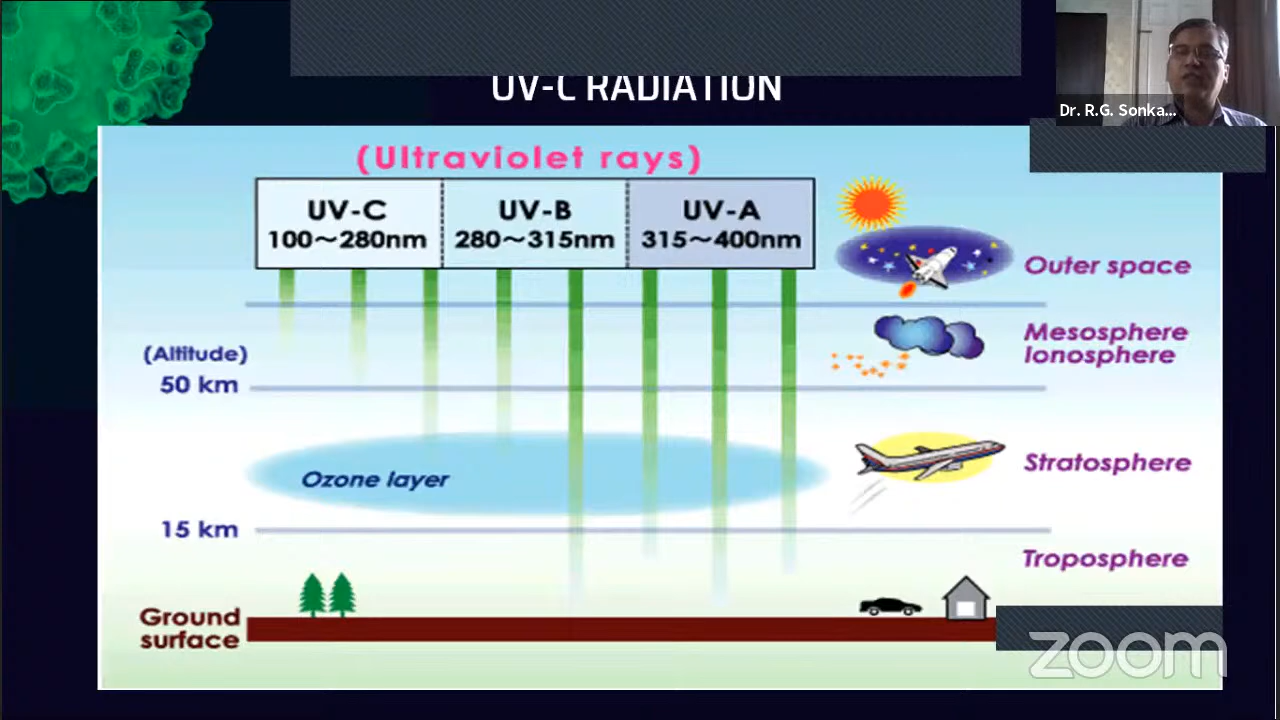 UV-C RADIATION
Dr. R.G. Sonka...
(Ultraviolet rays)
UV-C
100～280nm
UV-B
280～315nm
UV-A
315～400nm
Outer space
Mesosphere
Ionosphere
(Altitude)
50 km
Ozone layer
Stratosphere
15 km
Troposphere
Ground
surface
zoom